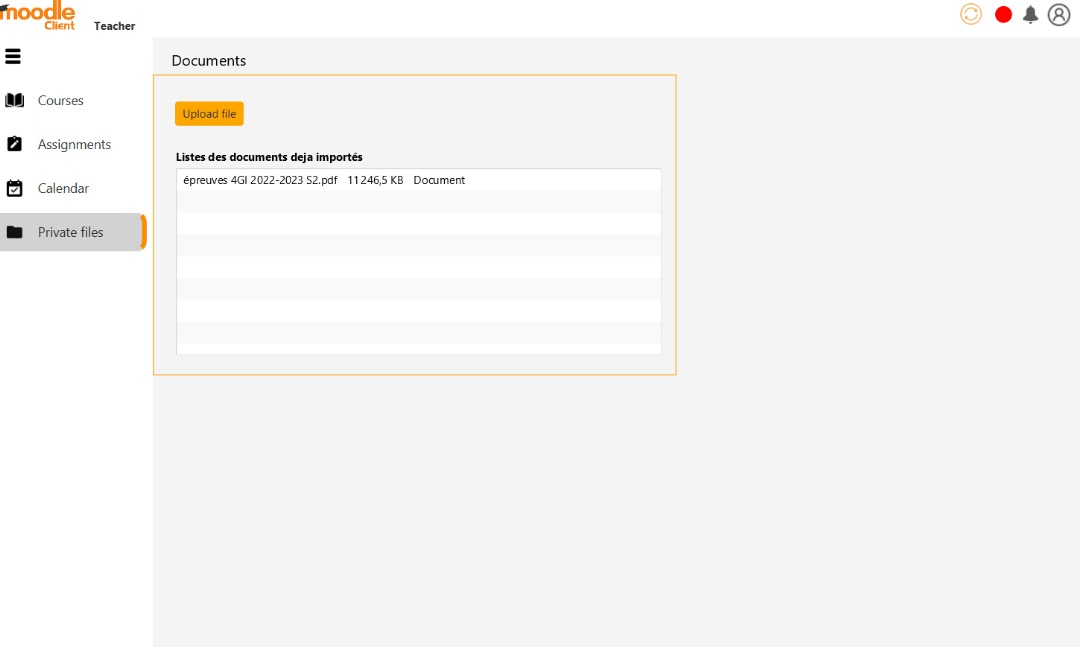 moodle
Client
Teacher
Documents
Courses
Upload file
Assignments
Listes des documents deja importés
épreuves 4GI 2022-2023 S2.pdf 11 246,5 KB Document
Calendar
Private files